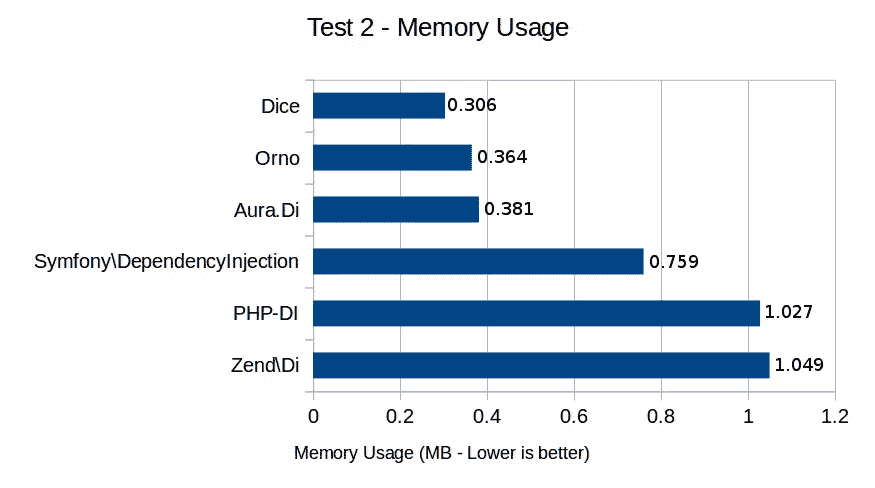 Test 2 - Memory Usage
Dice 0.306
Orno 0.364
Aura.Di 0.381
Symfony\DependencyInjection 0.759
PHP-DI 1.027
Zend\Di 1.049
0 0.2 0.4 0.6 0.8 1 1.2
Memory Usage (MB - Lower is better)